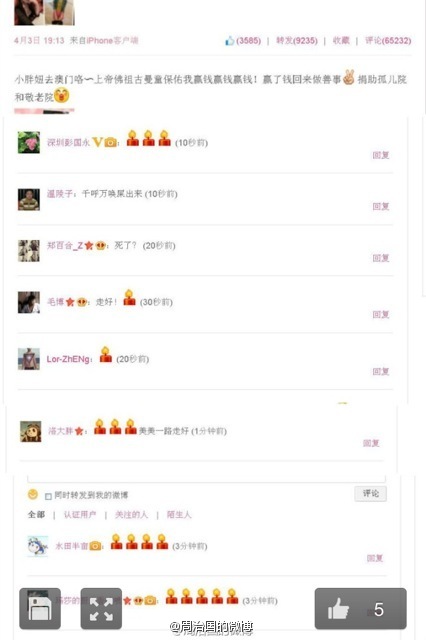 4月3日 19:13 来自iPhone客户端 (3585) | 转发(9235) | 收藏 | 评论(65232)
小胖妞去澳门咯~上帝佛祖古曼童保佑我赢钱赢钱赢钱！赢了钱回来做善事 捐助孤儿院
和敬老院
深圳彭国永 ： (10秒前)
回复
温陵子：千呼万唤屎出来 (10秒前)
回复
郑百合_Z ：死了？ (20秒前)
回复
毛博 ：走好！ (30秒前)
回复
Lor-ZhENg： (20秒前)
回复
洛大胖 ： 美美一路走好 (1分钟前)
回复
同时转发到我的微博
评论
全部 | 认证用户 | 关注的人 | 陌生人
水田半亩 ： (3分钟前)
回复
(3分钟前)
5
@周治国的微博